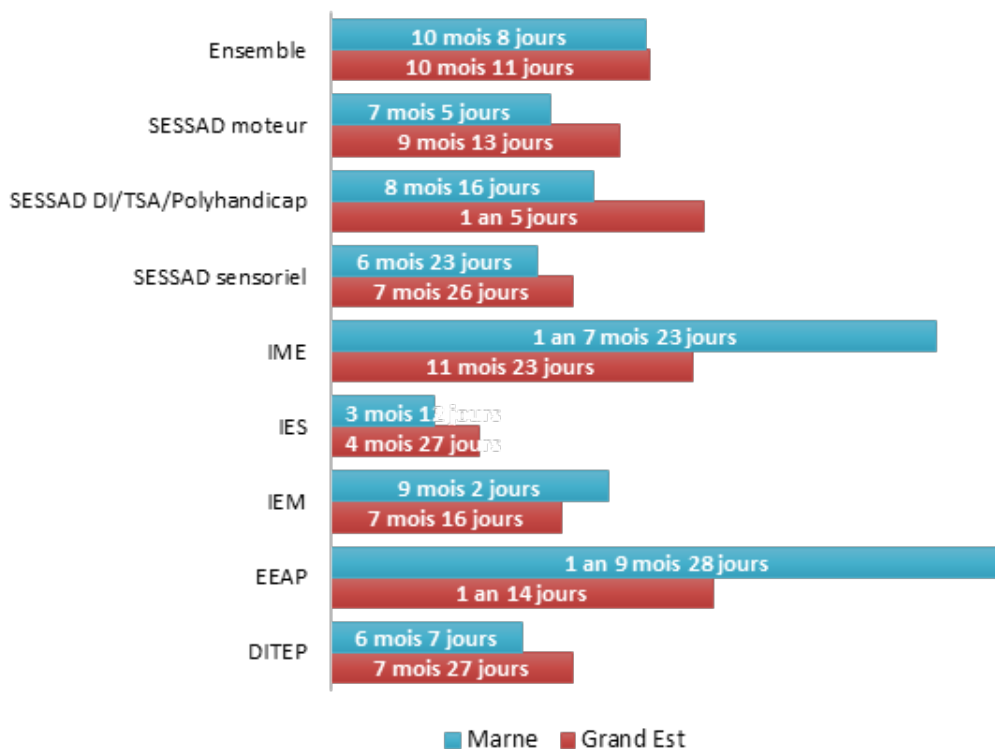 Ensemble
10 mois 8 jours
10 mois 11 jours
SESSAD moteur
7 mois 5 jours
9 mois 13 jours
SESSAD DI/TSA/Polyhandicap
8 mois 16 jours
1 an 5 jours
SESSAD sensoriel
6 mois 23 jours
7 mois 26 jours
IME
1 an 7 mois 23 jours
11 mois 23 jours
IES
3 mois 12 jours
4 mois 27 jours
IEM
9 mois 2 jours
7 mois 16 jours
EEAP
1 an 9 mois 28 jours
1 an 14 jours
DITEP
6 mois 7 jours
7 mois 27 jours
Marne Grand Est